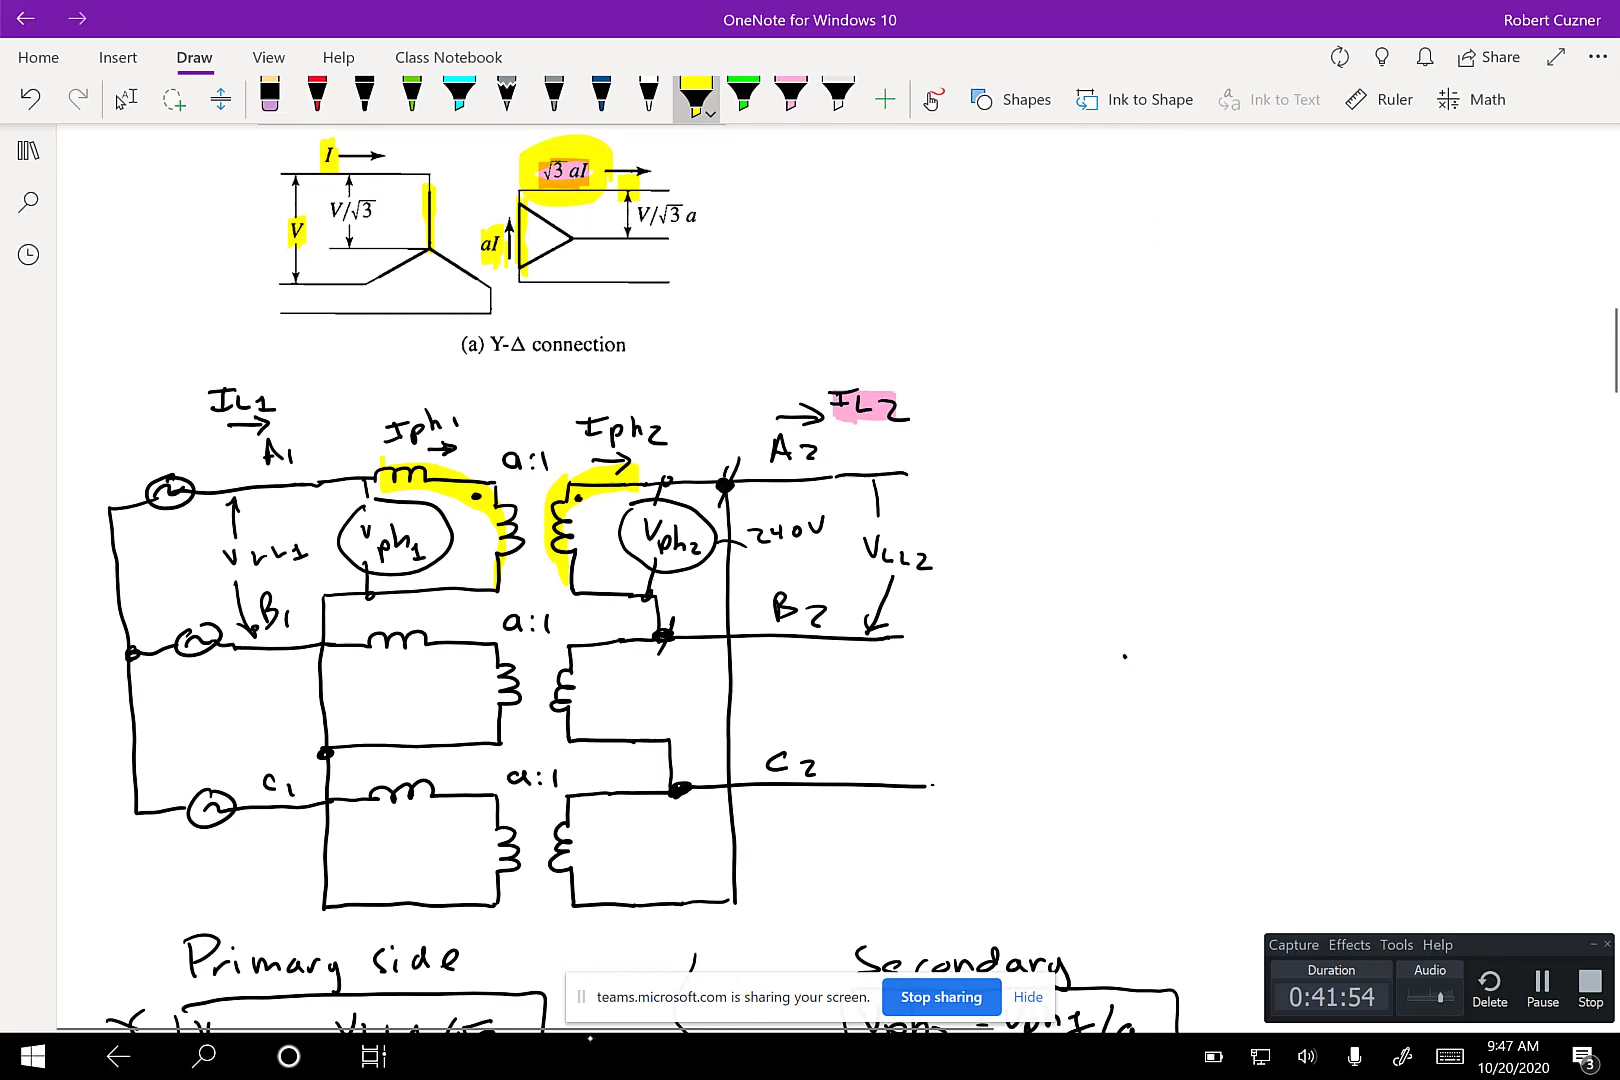 OneNote for Windows 10
Robert Cuzner
Home Insert Draw View Help Class Notebook
Share
Shapes Ink to Shape Ink to Text Ruler Math
I
√3 aI
V/√3
V/√3 a
V
aI
(a) Y-Δ connection
IL1
Iph1
Iph2
IL2
A1
a:1
A2
Vph1
Vph2
240V
VLL1
VLL2
B1
a:1
B2
C1
a:1
C2
Primary side
Secondary
Vph2 = Vph1/a
teams.microsoft.com is sharing your screen. Stop sharing Hide
Capture Effects Tools Help
Duration
Audio
0:41:54
Delete Pause Stop
9:47 AM
10/20/2020
3